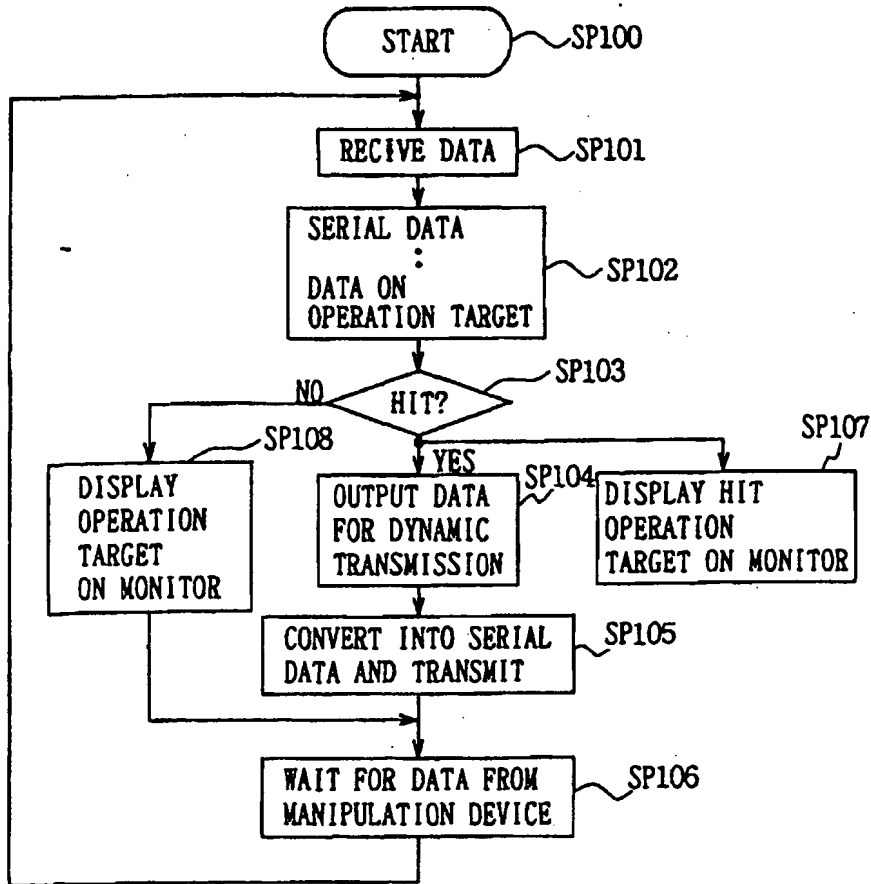 START
SP100
RECIVE DATA
SP101
SERIAL DATA
⋮
DATA ON
OPERATION TARGET
SP102
HIT?
SP103
NO
YES
SP108
DISPLAY
OPERATION
TARGET
ON MONITOR
SP104
OUTPUT DATA
FOR DYNAMIC
TRANSMISSION
SP107
DISPLAY HIT
OPERATION
TARGET ON MONITOR
CONVERT INTO SERIAL
DATA AND TRANSMIT
SP105
WAIT FOR DATA FROM
MANIPULATION DEVICE
SP106